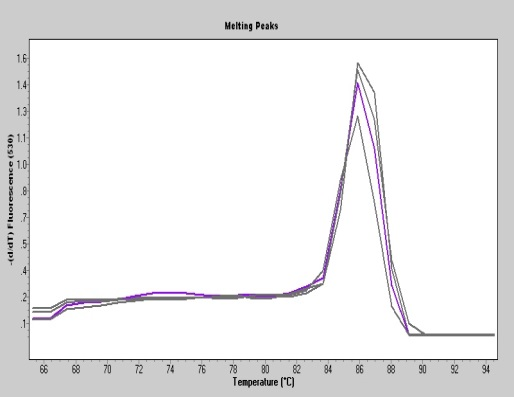 Melting Peaks
-(d/dT) Fluorescence (530)
1.6
1.4
1.3
1.1
1.0
.8
.7
.5
.4
.2
.1
66 68 70 72 74 76 78 80 82 84 86 88 90 92 94
Temperature (°C)